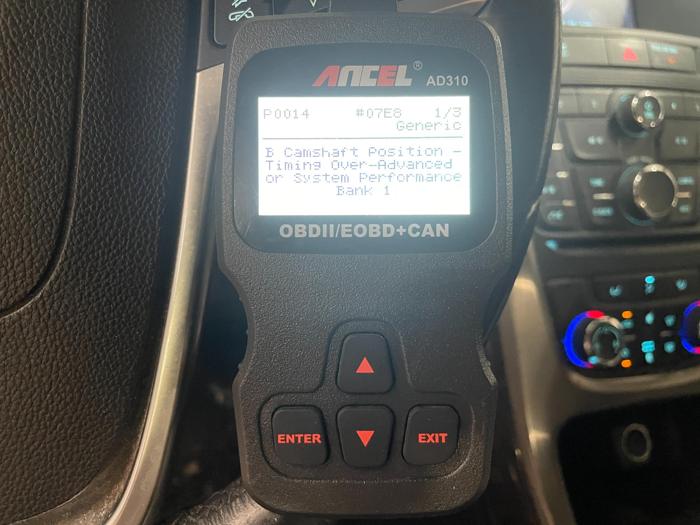 ANCEL® AD310
P0014 #07E8 1/3
Generic
B Camshaft Position -
Timing Over-Advanced
or System Performance
Bank 1
OBDII/EOBD+CAN
ENTER
EXIT